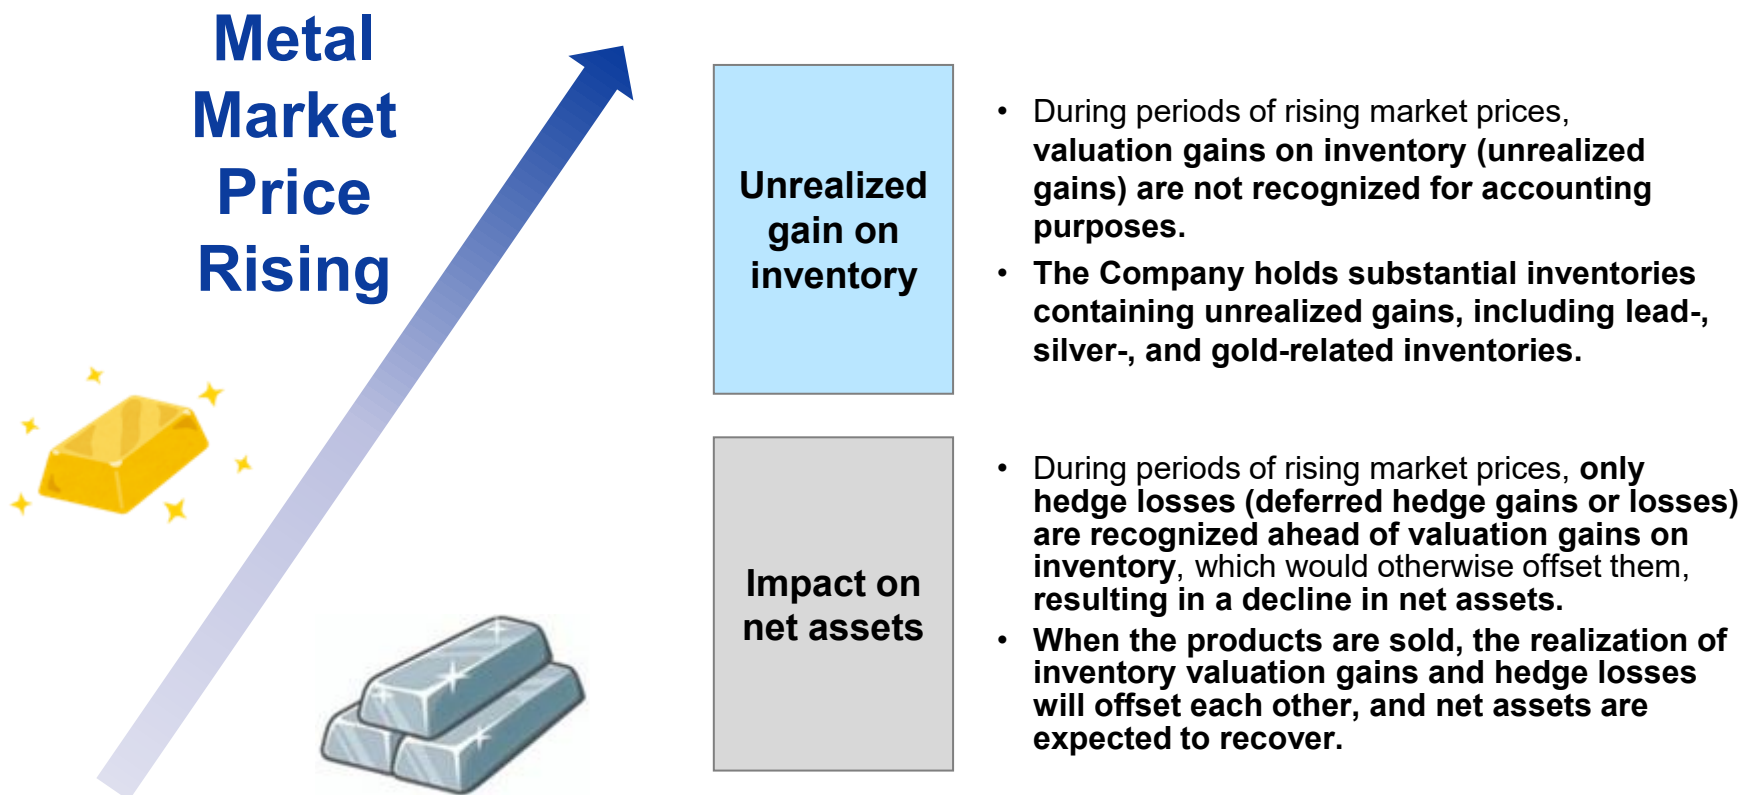 Metal
Market
Price
Rising
Unrealized
gain on
inventory
• During periods of rising market prices,
valuation gains on inventory (unrealized
gains) are not recognized for accounting
purposes.
• The Company holds substantial inventories
containing unrealized gains, including lead-,
silver-, and gold-related inventories.
Impact on
net assets
• During periods of rising market prices, only
hedge losses (deferred hedge gains or losses)
are recognized ahead of valuation gains on
inventory, which would otherwise offset them,
resulting in a decline in net assets.
• When the products are sold, the realization of
inventory valuation gains and hedge losses
will offset each other, and net assets are
expected to recover.